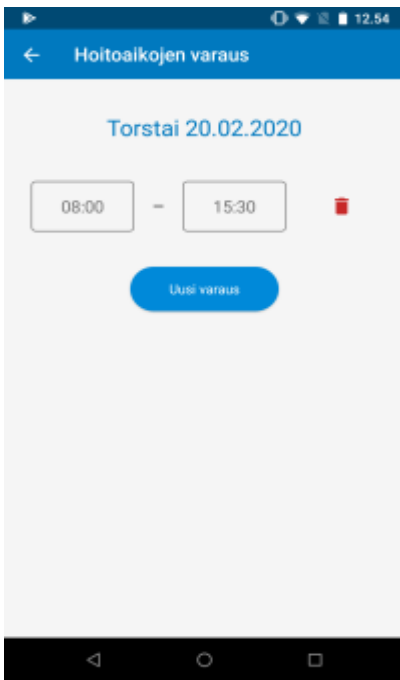 12.54
Hoitoaikojen varaus
Torstai 20.02.2020
08:00 – 15:30
Uusi varaus